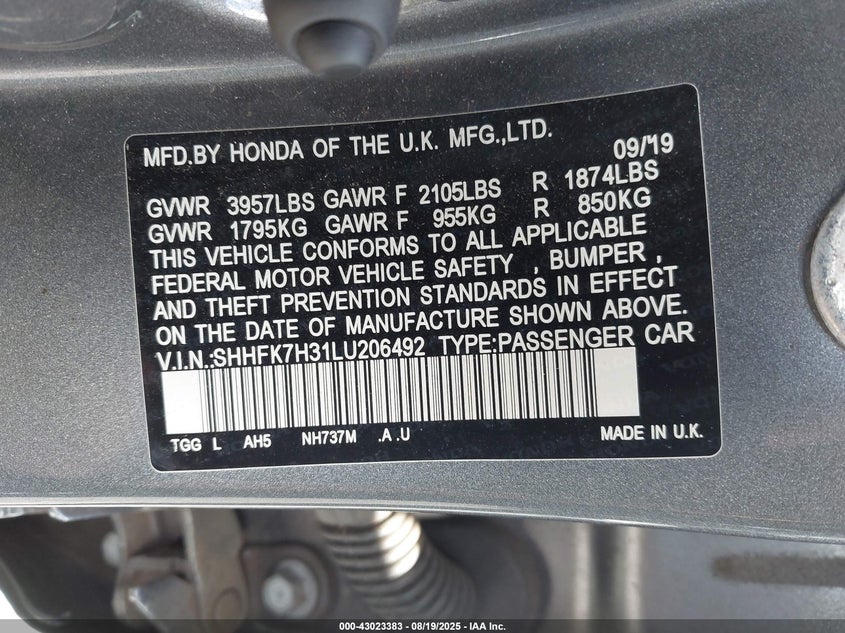 MFD.BY HONDA OF THE U.K. MFG.,LTD. 09/19
GVWR 3957LBS GAWR F 2105LBS R 1874LBS
GVWR 1795KG GAWR F 955KG R 850KG
THIS VEHICLE CONFORMS TO ALL APPLICABLE
FEDERAL MOTOR VEHICLE SAFETY , BUMPER ,
AND THEFT PREVENTION STANDARDS IN EFFECT
ON THE DATE OF MANUFACTURE SHOWN ABOVE.
V.I.N.:SHHFK7H31LU206492 TYPE:PASSENGER CAR
TGG L AH5 NH737M .A .U MADE IN U.K.
000-43023383 - 08/19/2025 - IAA Inc.